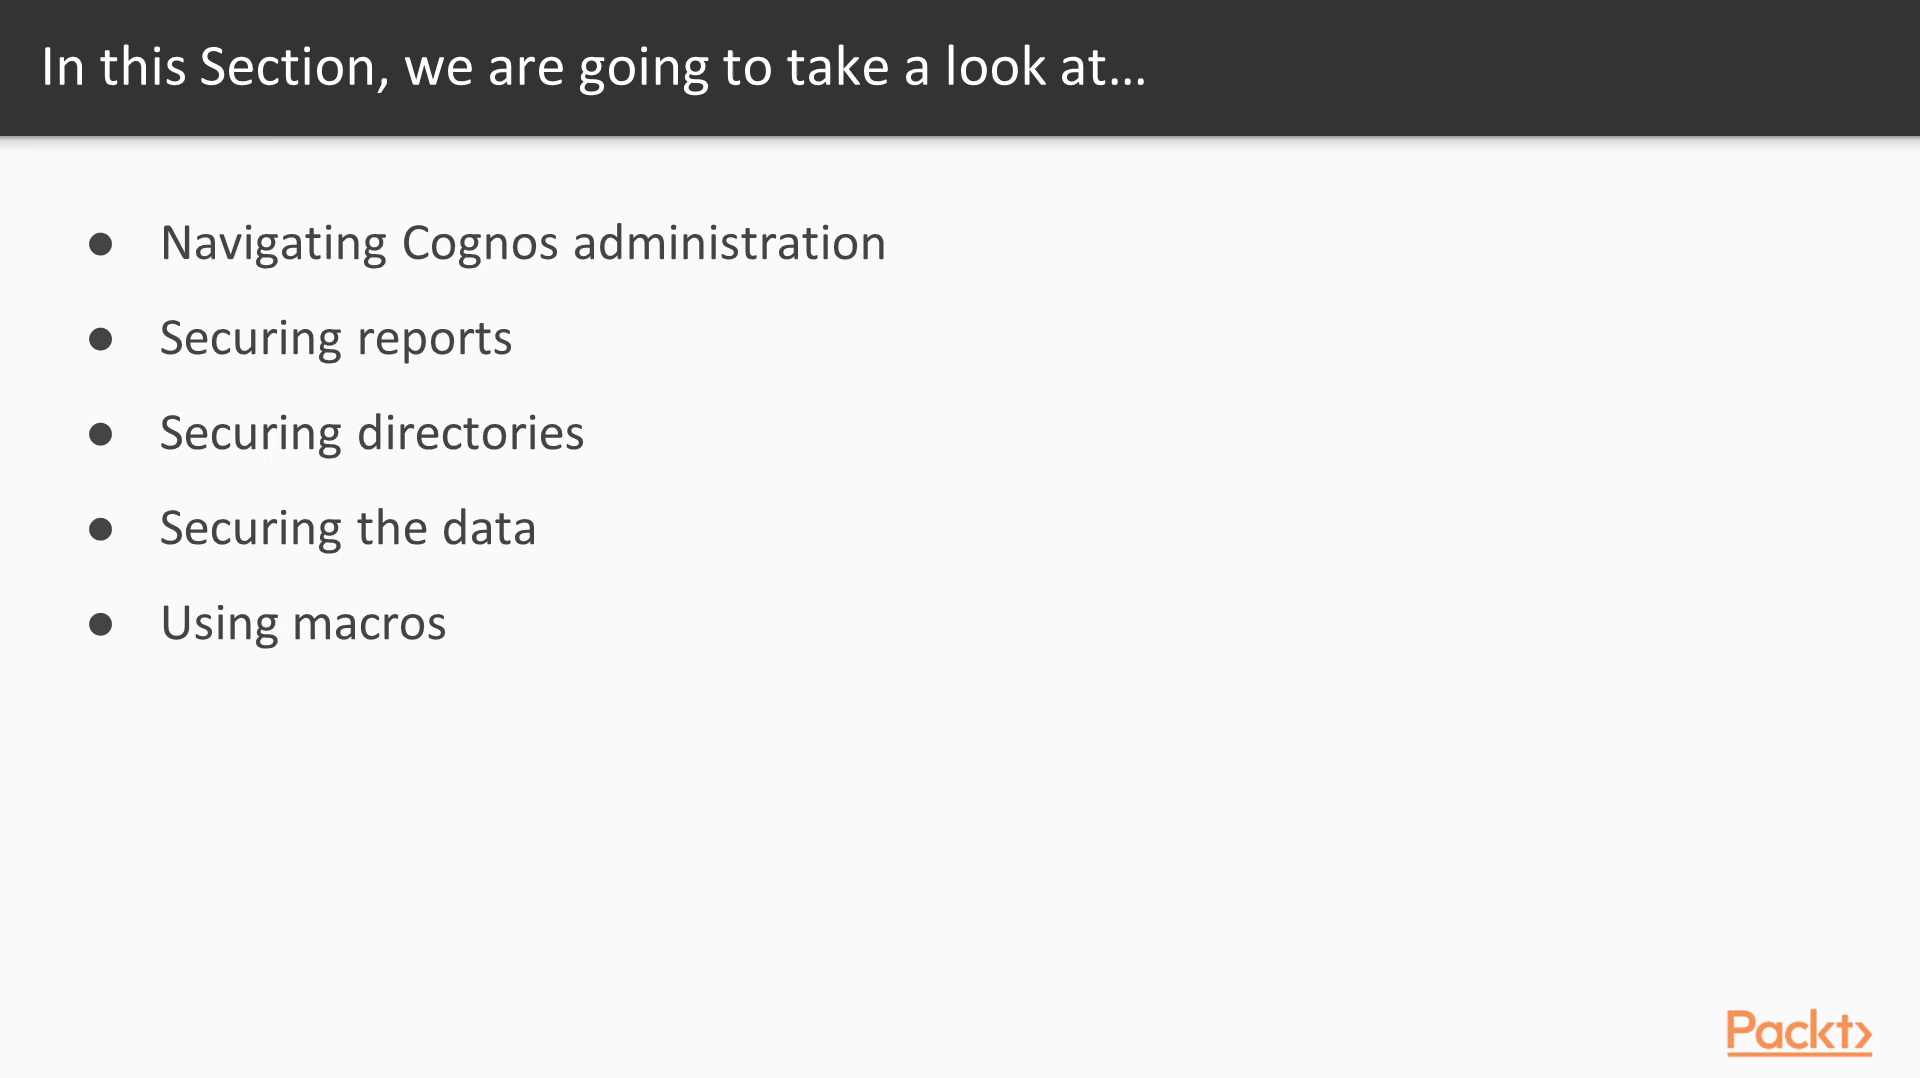 In this Section, we are going to take a look at...
● Navigating Cognos administration
● Securing reports
● Securing directories
● Securing the data
● Using macros
Packt>